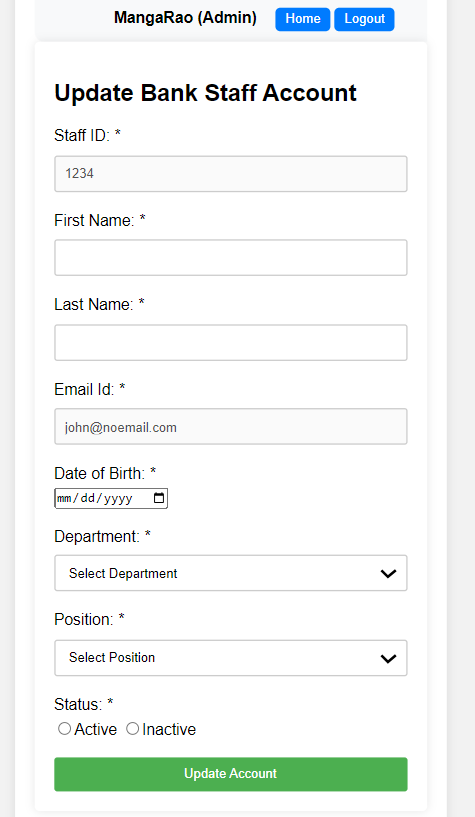 MangaRao (Admin) Home Logout
Update Bank Staff Account
Staff ID: *
1234
First Name: *
Last Name: *
Email Id: *
john@noemail.com
Date of Birth: *
mm/dd/yyyy
Department: *
Select Department
Position: *
Select Position
Status: *
Active Inactive
Update Account